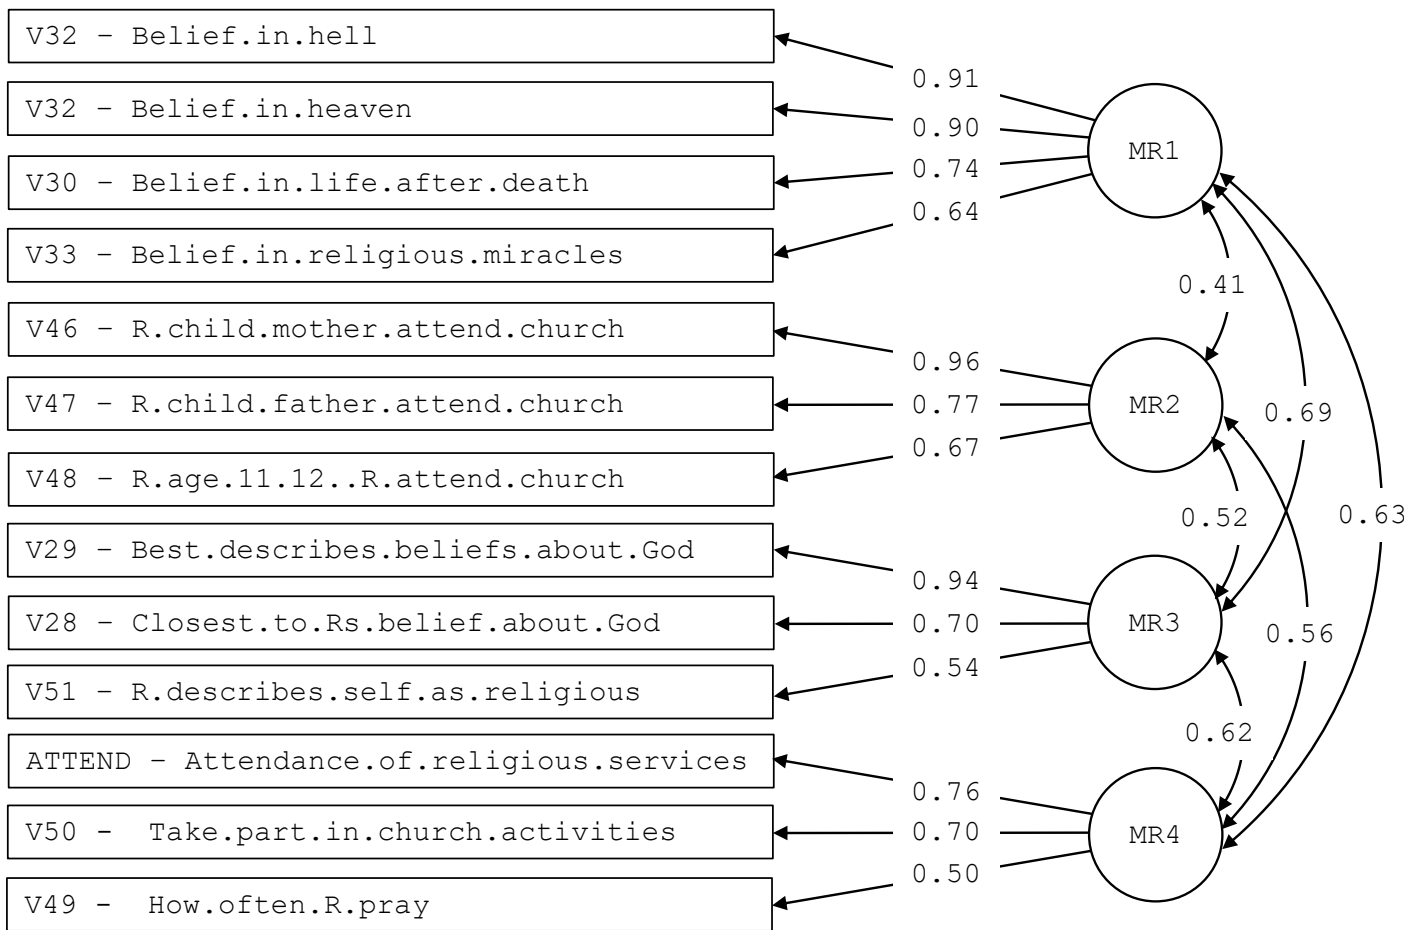 V32 – Belief.in.hell
V32 – Belief.in.heaven
V30 – Belief.in.life.after.death
V33 – Belief.in.religious.miracles
V46 – R.child.mother.attend.church
V47 – R.child.father.attend.church
V48 – R.age.11.12..R.attend.church
V29 – Best.describes.beliefs.about.God
V28 – Closest.to.Rs.belief.about.God
V51 – R.describes.self.as.religious
ATTEND – Attendance.of.religious.services
V50 -  Take.part.in.church.activities
V49 -  How.often.R.pray
0.91
0.90
0.74
0.64
0.96
0.77
0.67
0.94
0.70
0.54
0.76
0.70
0.50
MR1
MR2
MR3
MR4
0.41
0.69
0.52
0.63
0.56
0.62